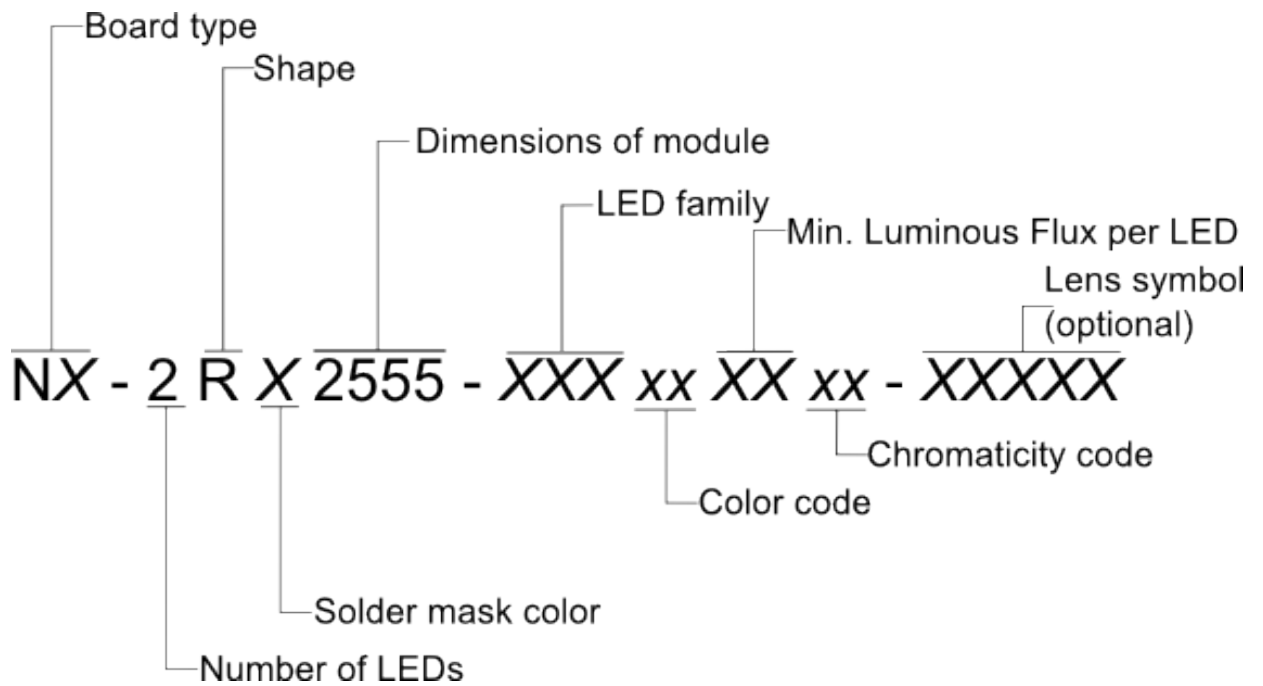 Board type
Shape
Dimensions of module
LED family
Min. Luminous Flux per LED
Lens symbol
(optional)
NX - 2 R X 2555 - XXX xx XX xx - XXXXX
Chromaticity code
Color code
Solder mask color
Number of LEDs